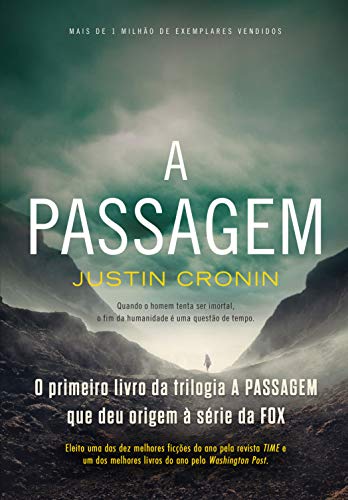 MAIS DE 1 MILHÃO DE EXEMPLARES VENDIDOS
A
PASSAGEM
JUSTIN CRONIN
Quando o homem tenta ser imortal,
o fim da humanidade é uma questão de tempo.
O primeiro livro da trilogia A PASSAGEM
que deu origem à série da FOX
Eleito uma das dez melhores ficções do ano pela revista TIME e
um dos melhores livros do ano pelo Washington Post.